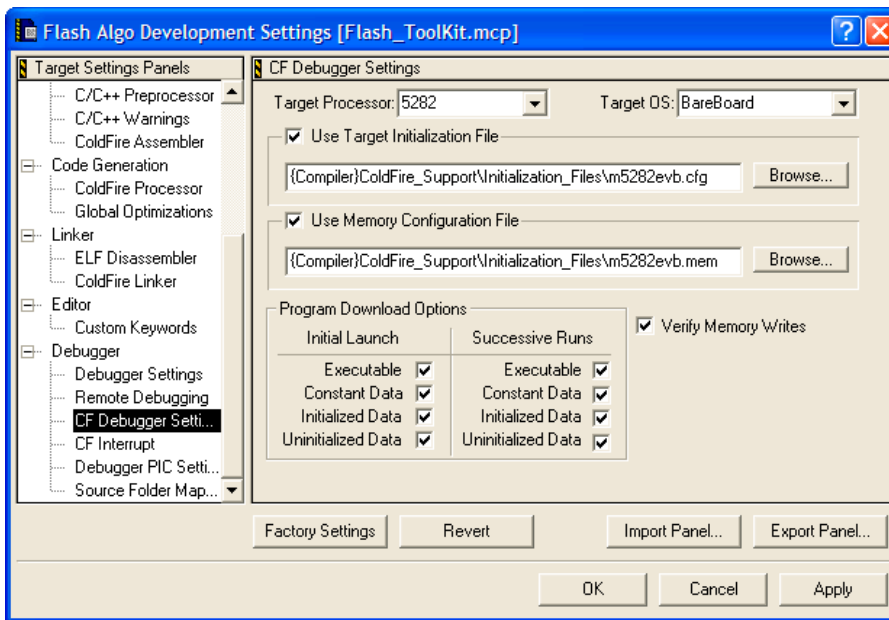 Flash Algo Development Settings [Flash_ToolKit.mcp]
Target Settings Panels
C/C++ Preprocessor
C/C++ Warnings
ColdFire Assembler
Code Generation
ColdFire Processor
Global Optimizations
Linker
ELF Disassembler
ColdFire Linker
Editor
Custom Keywords
Debugger
Debugger Settings
Remote Debugging
CF Debugger Setti...
CF Interrupt
Debugger PIC Setti...
Source Folder Map...
CF Debugger Settings
Target Processor: 5282 Target OS: BareBoard
Use Target Initialization File
{Compiler}ColdFire_Support\Initialization_Files\m5282evb.cfg Browse...
Use Memory Configuration File
{Compiler}ColdFire_Support\Initialization_Files\m5282evb.mem Browse...
Program Download Options
Verify Memory Writes
Initial Launch Successive Runs
Executable Executable
Constant Data Constant Data
Initialized Data Initialized Data
Uninitialized Data Uninitialized Data
Factory Settings Revert Import Panel... Export Panel...
OK Cancel Apply